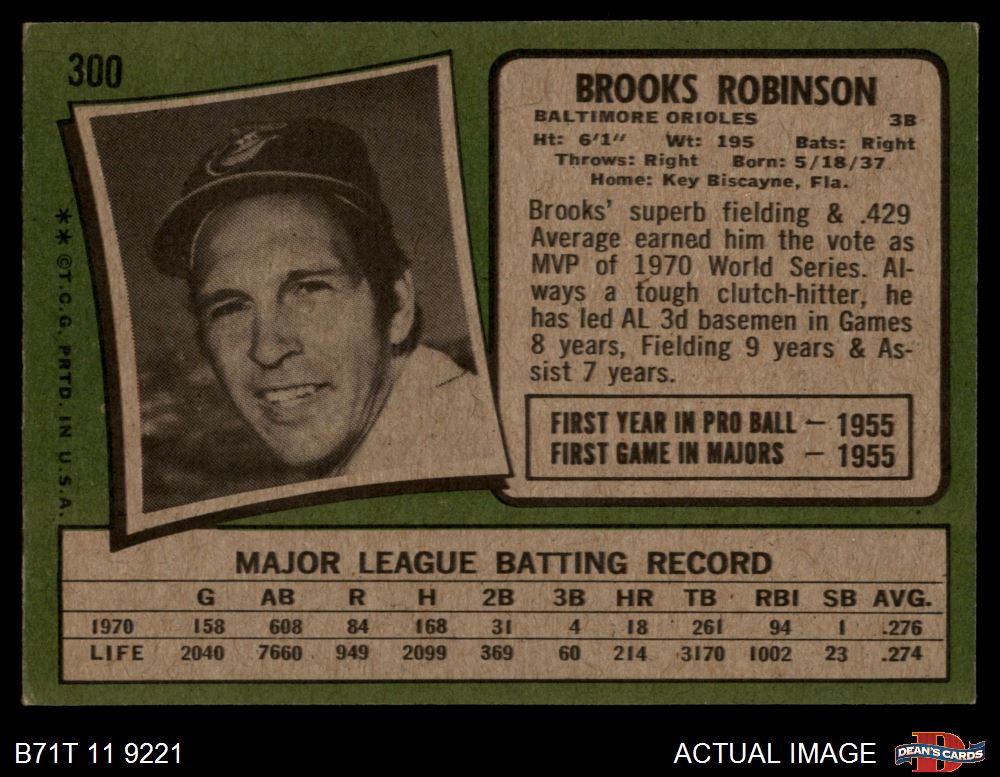 300
BROOKS ROBINSON
BALTIMORE ORIOLES 3B
Ht: 6'1" Wt: 195 Bats: Right
Throws: Right Born: 5/18/37
Home: Key Biscayne, Fla.
Brooks' superb fielding & .429
Average earned him the vote as
MVP of 1970 World Series. Al-
ways a tough clutch-hitter, he
has led AL 3d basemen in Games
8 years, Fielding 9 years & As-
sist 7 years.
FIRST YEAR IN PRO BALL — 1955
FIRST GAME IN MAJORS — 1955
** ©T.C.G. PRTD. IN U.S.A.
MAJOR LEAGUE BATTING RECORD
G AB R H 2B 3B HR TB RBI SB AVG.
1970 158 608 84 168 31 4 18 261 94 1 .276
LIFE 2040 7660 949 2099 369 60 214 3170 1002 23 .274
B71T 11 9221
ACTUAL IMAGE
D
DEAN'S CARDS